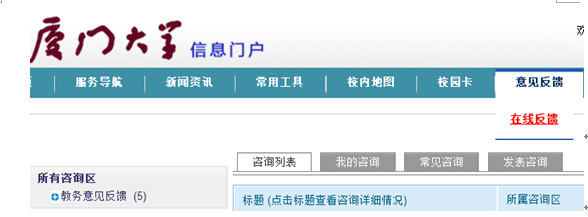 厦门大学 信息门户
欢
页 服务导航 新闻资讯 常用工具 校内地图 校园卡 意见反馈
在线反馈
咨询列表 我的咨询 常见咨询 发表咨询
所有咨询区
教务意见反馈 (5)
标题 (点击标题查看咨询详细情况) 所属咨询区